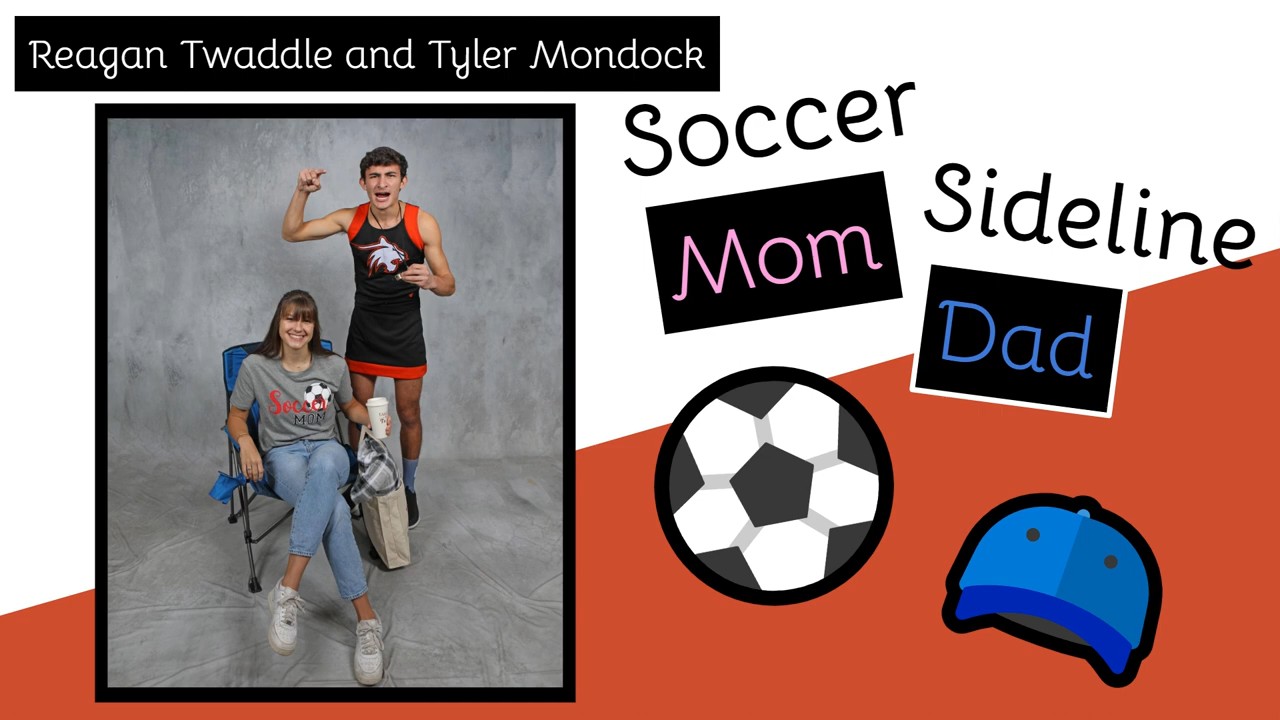 Reagan Twaddle and Tyler Mondock
Soccer
Mom
Sideline
Dad
Soccer
MOM